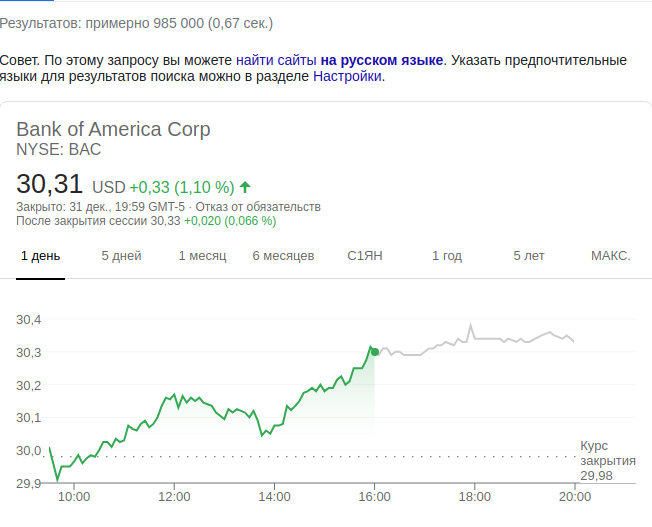 Результатов: примерно 985 000 (0,67 сек.)
Совет. По этому запросу вы можете найти сайты на русском языке. Указать предпочтительные
языки для результатов поиска можно в разделе Настройки.
Bank of America Corp
NYSE: BAC
30,31 USD +0,33 (1,10 %)
Закрыто: 31 дек., 19:59 GMT-5 · Отказ от обязательств
После закрытия сессии 30,33 +0,020 (0,066 %)
1 день 5 дней 1 месяц 6 месяцев С1ЯН 1 год 5 лет МАКС.
30,4
30,3
30,2
30,1
30,0
29,9
Курс
закрытия
29,98
10:00 12:00 14:00 16:00 18:00 20:00